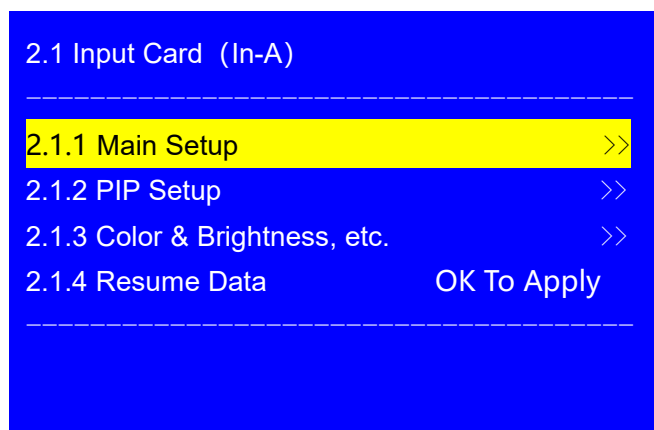 2.1 Input Card（In-A）
2.1.1 Main Setup >>
2.1.2 PIP Setup >>
2.1.3 Color & Brightness, etc. >>
2.1.4 Resume Data OK To Apply